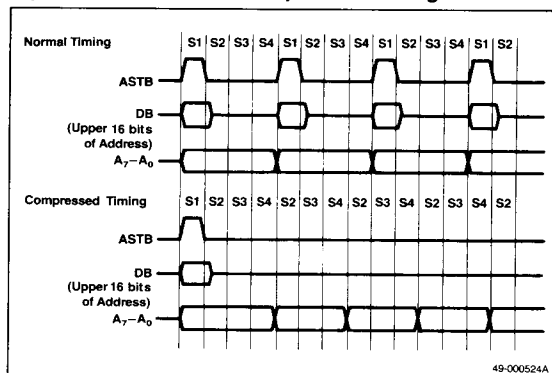 Normal Timing S1 S2 S3 S4 S1 S2 S3 S4 S1 S2 S3 S4 S1 S2
ASTB
DB
(Upper 16 bits
of Address)
A7–A0
Compressed Timing S1 S2 S3 S4 S2 S3 S4 S2 S3 S4 S2 S3 S4 S2
ASTB
DB
(Upper 16 bits
of Address)
A7–A0
49-000524A